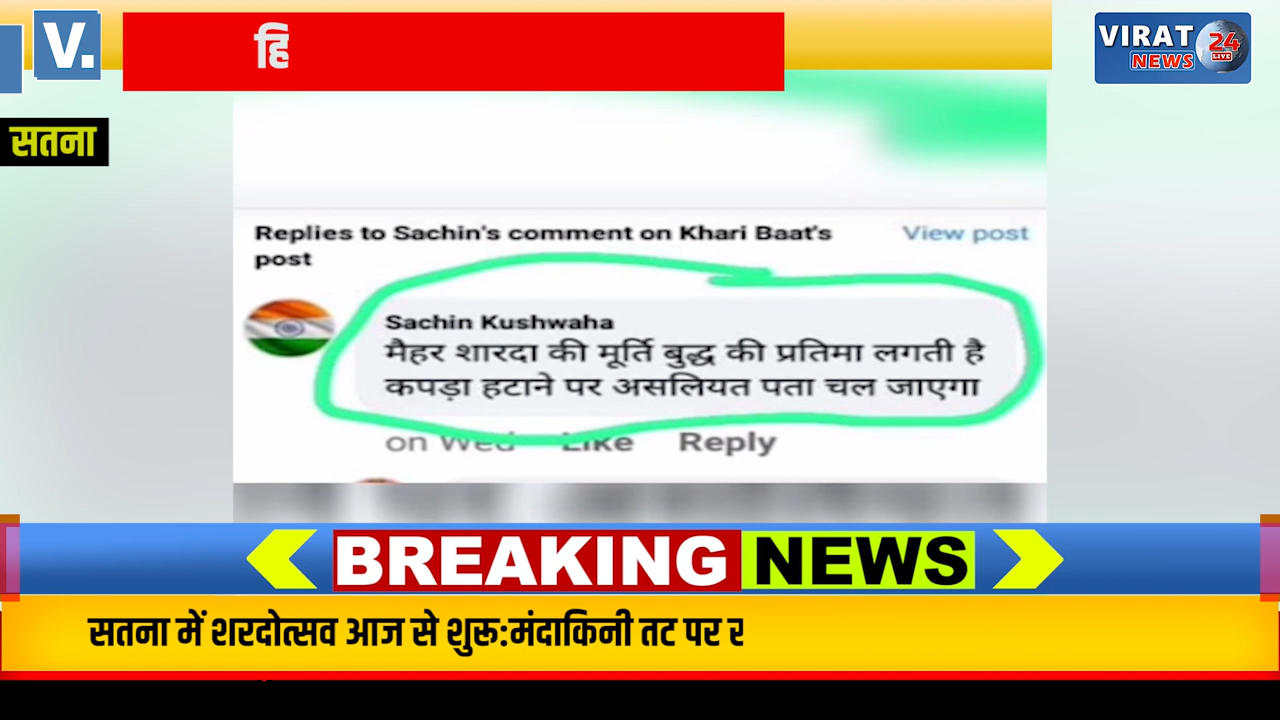 V.
हि
VIRAT
24
NEWS
LIVE
सतना
Replies to Sachin's comment on Khari Baat's
post
View post
Sachin Kushwaha
मैहर शारदा की मूर्ति बुद्ध की प्रतिमा लगती है
कपड़ा हटाने पर असलियत पता चल जाएगा
on Wed Like Reply
BREAKING NEWS
सतना में शरदोत्सव आज से शुरू:मंदाकिनी तट पर र